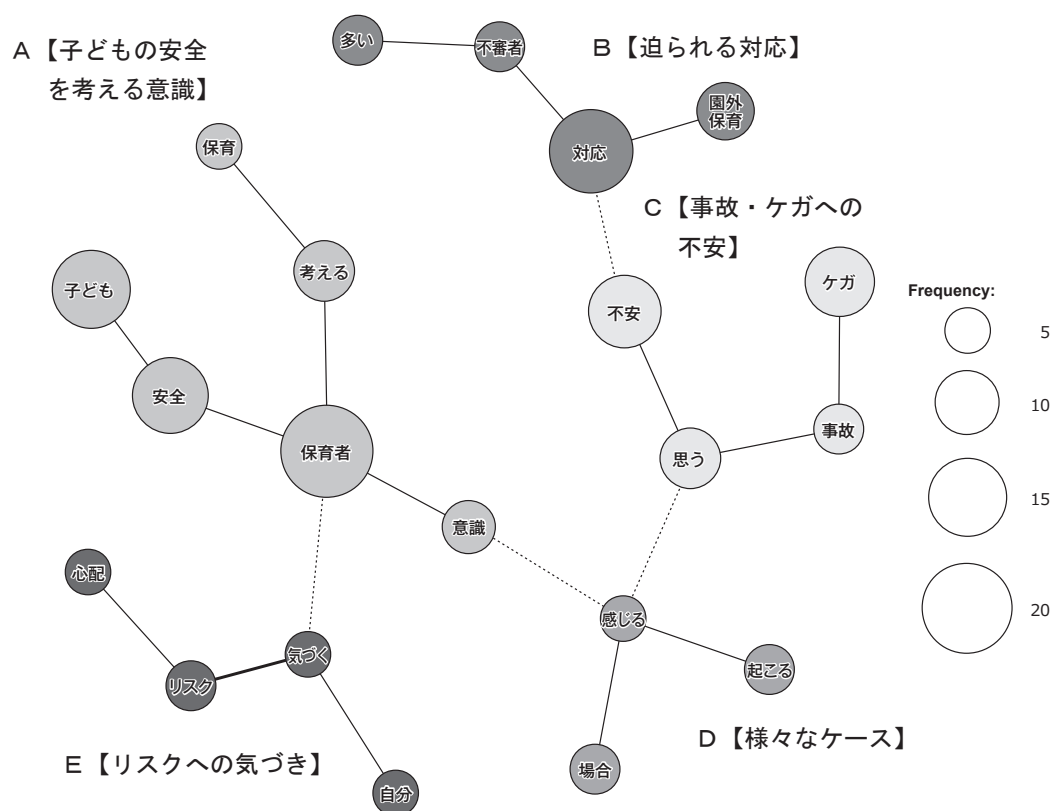 A【子どもの安全
を考える意識】
多い
不審者
B【迫られる対応】
園外
保育
対応
保育
C【事故・ケガへの
不安】
考える
子ども
ケガ
不安
Frequency:
5
安全
10
保育者
思う
事故
15
意識
心配
感じる
20
気づく
リスク
起こる
D【様々なケース】
E【リスクへの気づき】
場合
自分